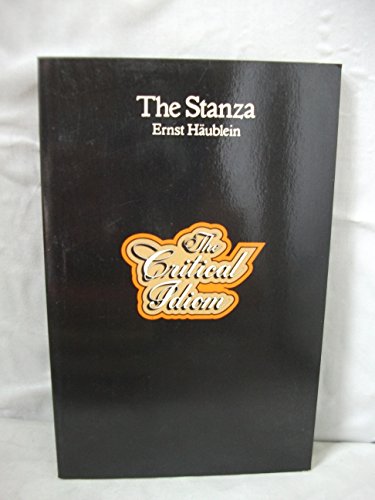 The Stanza
Ernst Häublein
The
Critical
Idiom